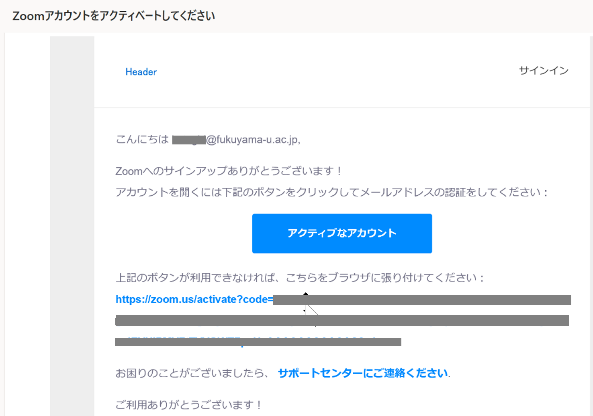 Zoomアカウントをアクティベートしてください
Header
サインイン
こんにちは @fukuyama-u.ac.jp,
Zoomへのサインアップありがとうございます！
アカウントを開くには下記のボタンをクリックしてメールアドレスの認証をしてください：
アクティブなアカウント
上記のボタンが利用できなければ、こちらをブラウザに張り付けてください：
https://zoom.us/activate?code=
お困りのことがございましたら、 サポートセンターにご連絡ください.
ご利用ありがとうございます！